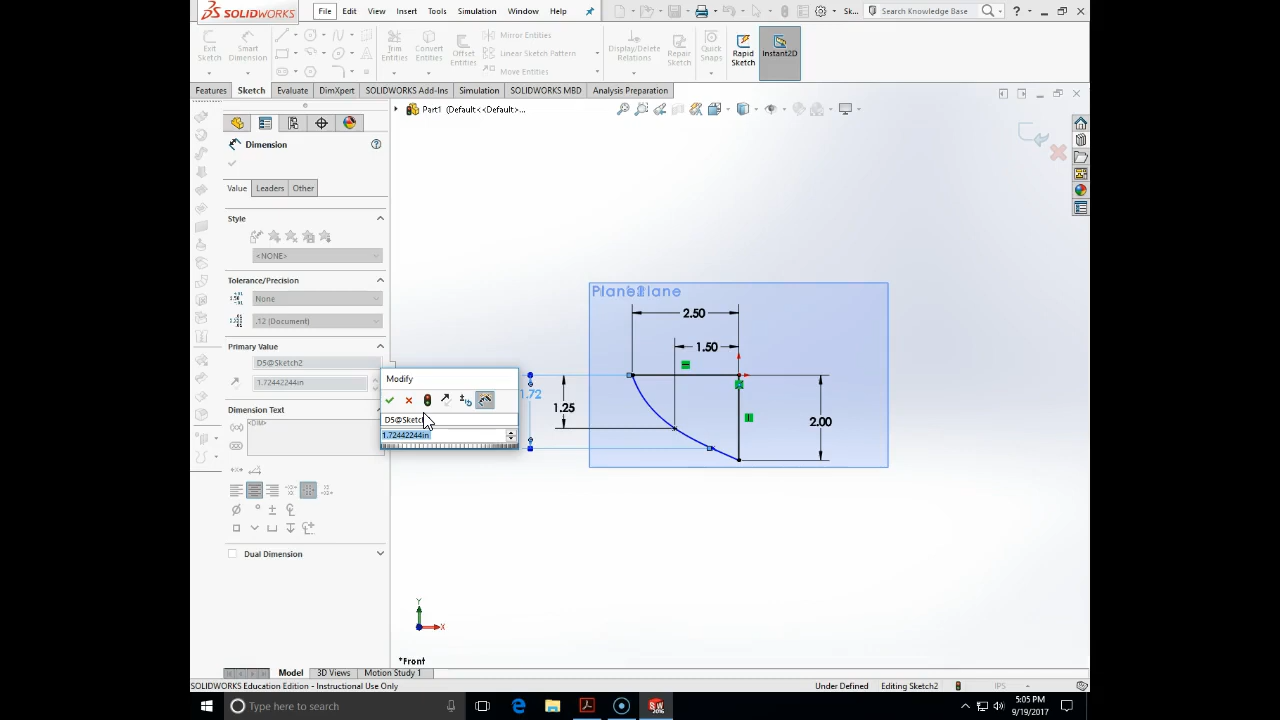 SOLIDWORKS File Edit View Insert Tools Simulation Window Help Sk... Search Knowledge Base ?
Exit Sketch Smart Dimension Trim Entities Convert Entities Offset Entities Mirror Entities Linear Sketch Pattern Move Entities Display/Delete Relations Repair Sketch Quick Snaps Rapid Sketch Instant2D
Features Sketch Evaluate DimXpert SOLIDWORKS Add-Ins Simulation SOLIDWORKS MBD Analysis Preparation
Part1 (Default<<Default>...
Dimension
Value Leaders Other
Style
<NONE>
Tolerance/Precision
None
.12 (Document)
Primary Value
D5@Sketch2
1.72442244in
Dimension Text
<DIM>
Dual Dimension
Modify
D5@Sketch
1.72442244in
2.50
1.50
1.72
1.25
2.00
Y
X
*Front
Model 3D Views Motion Study 1
SOLIDWORKS Education Edition - Instructional Use Only Under Defined Editing Sketch2 IPS -
Type here to search
5:05 PM
9/19/2017